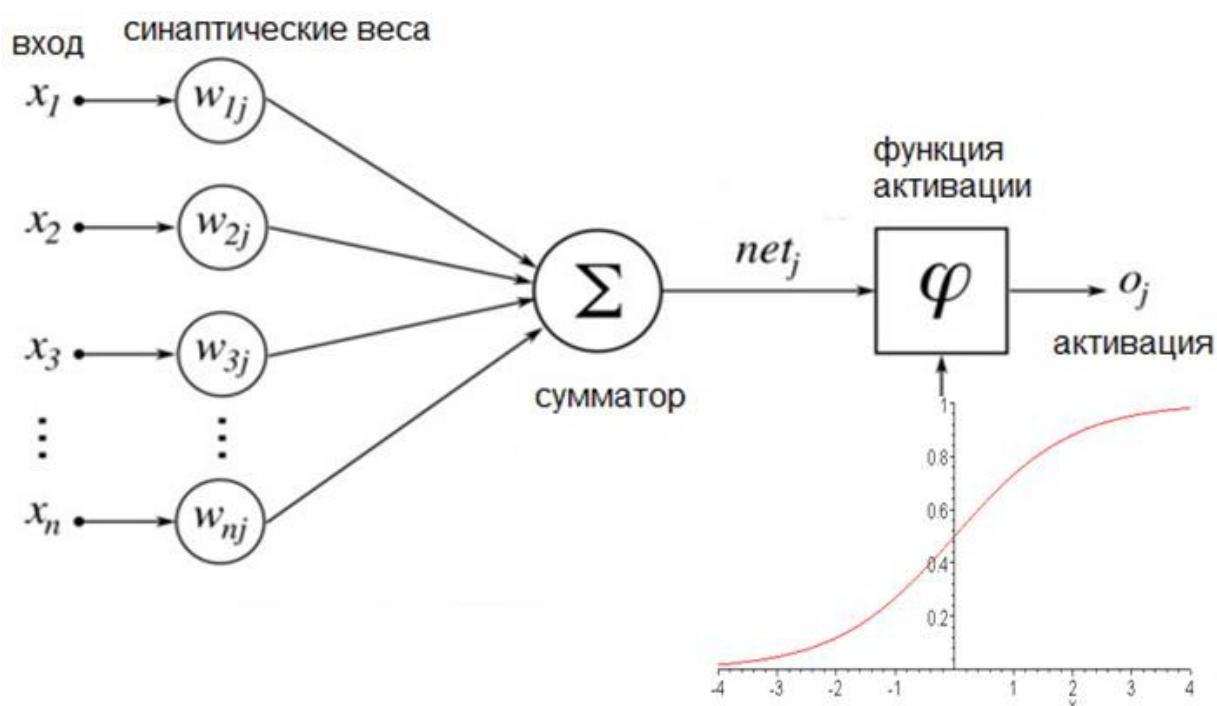 вход
синаптические веса
x1
w1j
x2
w2j
x3
w3j
xn
wnj
Σ
сумматор
netj
функция
активации
φ
oj
активация
1
0.8
0.6
0.4
0.2
-4 -3 -2 -1 1 2 3 4
x